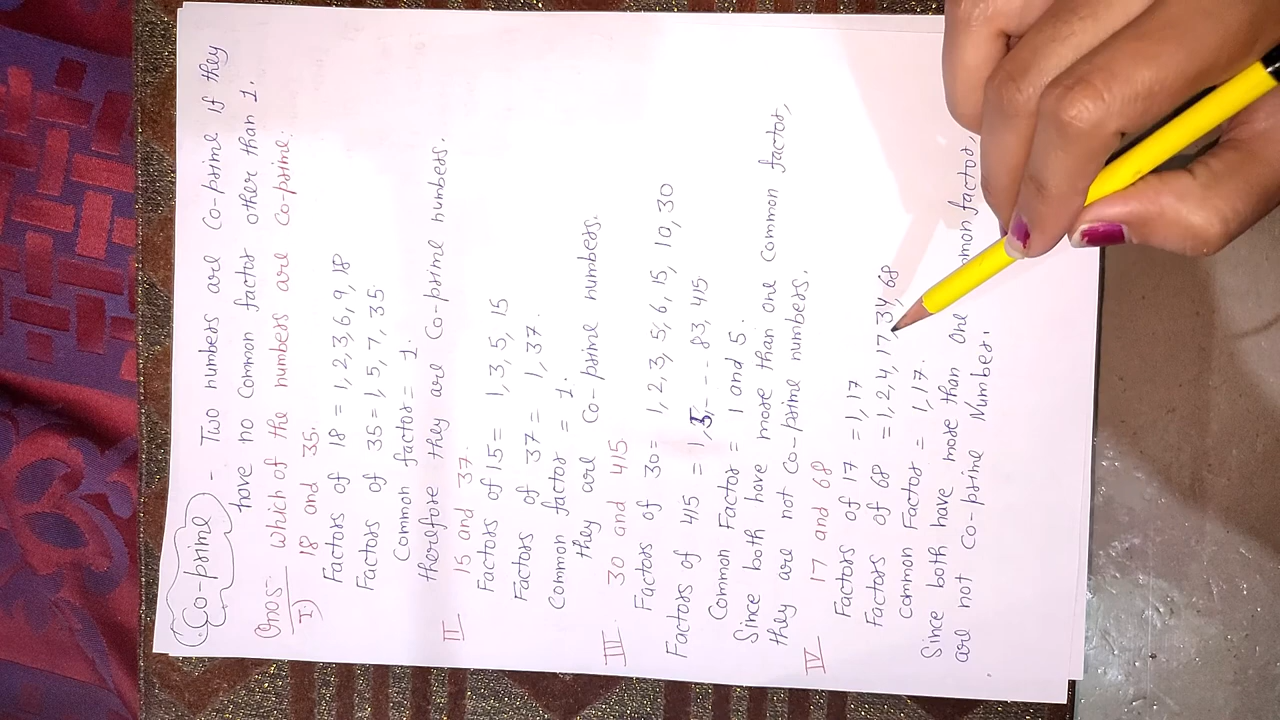 Co-prime - Two numbers are Co-prime if they
have no Common factor other than 1.
Qnos- which of the numbers are Co-prime:
I) 18 and 35.
Factors of 18 = 1, 2, 3, 6, 9, 18
Factors of 35 = 1, 5, 7, 35.
Common factor = 1.
therefore they are Co-prime numbers.
II 15 and 37.
Factors of 15 = 1, 3, 5, 15
Factors of 37 = 1, 37.
Common factor = 1.
they are Co-prime numbers.
III 30 and 415.
Factors of 30 = 1, 2, 3, 5, 6, 15, 10, 30
Factors of 415 = 1, 5, - - - 83, 415
Common Factor = 1 and 5.
Since both have more than one Common factor,
they are not Co-prime numbers.
IV 17 and 68
Factors of 17 = 1, 17
Factors of 68 = 1, 2, 4, 17, 34, 68
Common Factor = 1, 17.
Since both have more than one factor,
are not Co-prime Numbers.